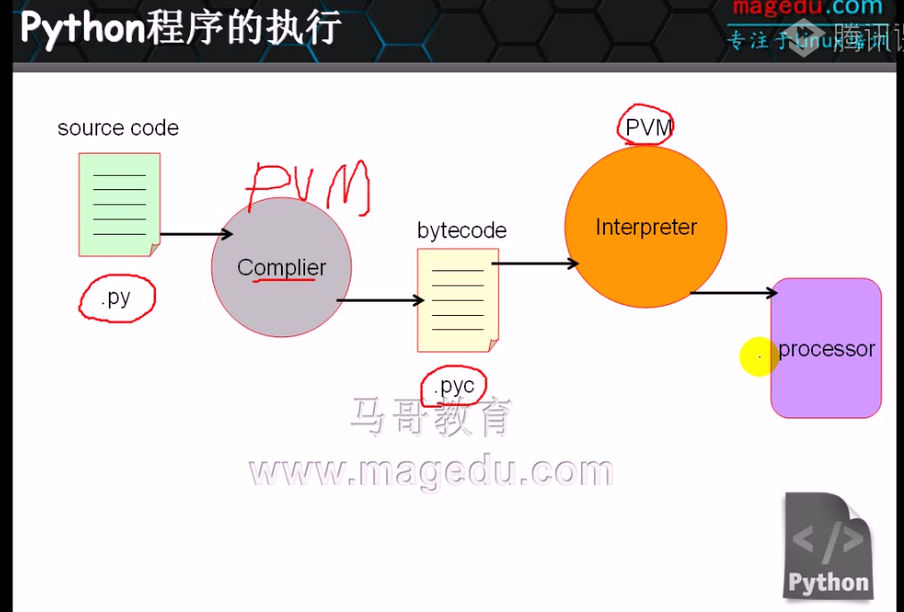 Python程序的执行
magedu.com
专注于linux培训
腾讯课
source code
.py
PVM
Complier
bytecode
.pyc
PVM
Interpreter
processor
马哥教育
www.magedu.com
</>
Python